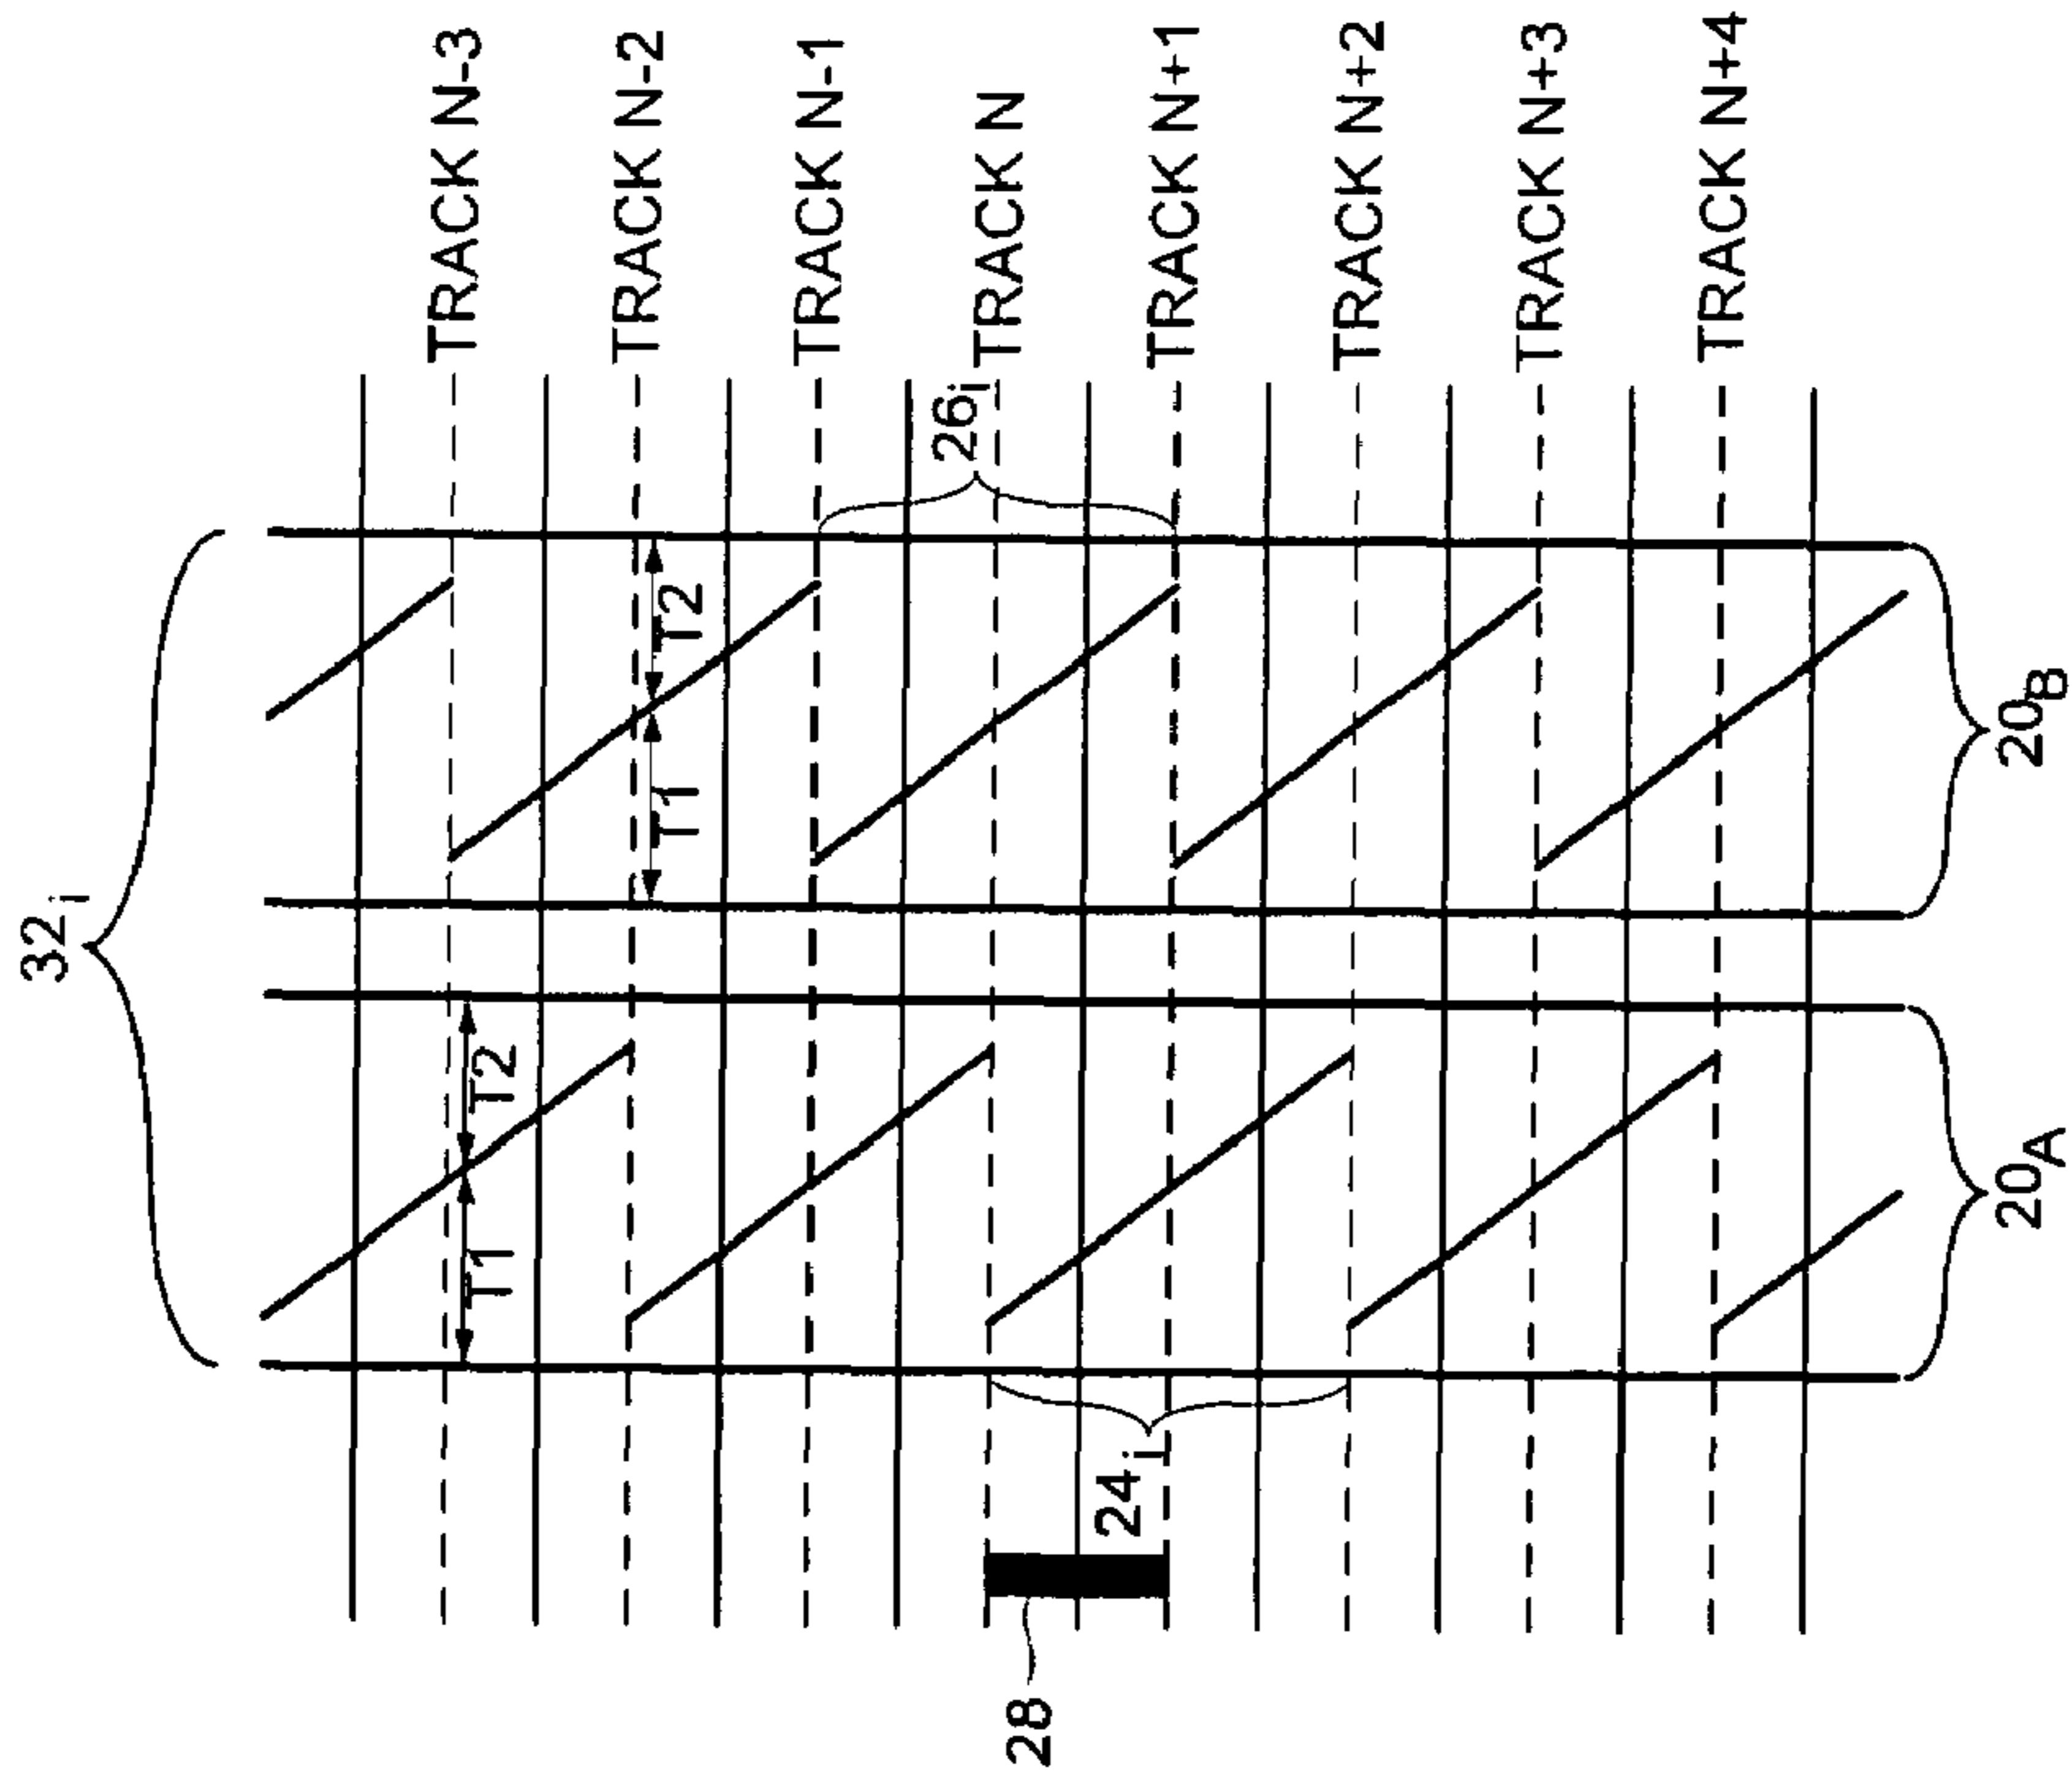 32i
TRACK N-3
TRACK N-2
TRACK N-1
TRACK N
TRACK N+1
TRACK N+2
TRACK N+3
TRACK N+4
26i
T2
T1
T2
T1
24i
28
20A
20B